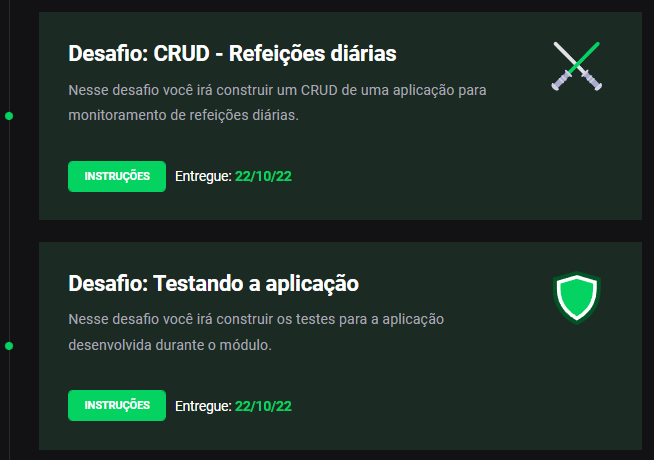 Desafio: CRUD - Refeições diárias
Nesse desafio você irá construir um CRUD de uma aplicação para
monitoramento de refeições diárias.
INSTRUÇÕES Entregue: 22/10/22
Desafio: Testando a aplicação
Nesse desafio você irá construir os testes para a aplicação
desenvolvida durante o módulo.
INSTRUÇÕES Entregue: 22/10/22